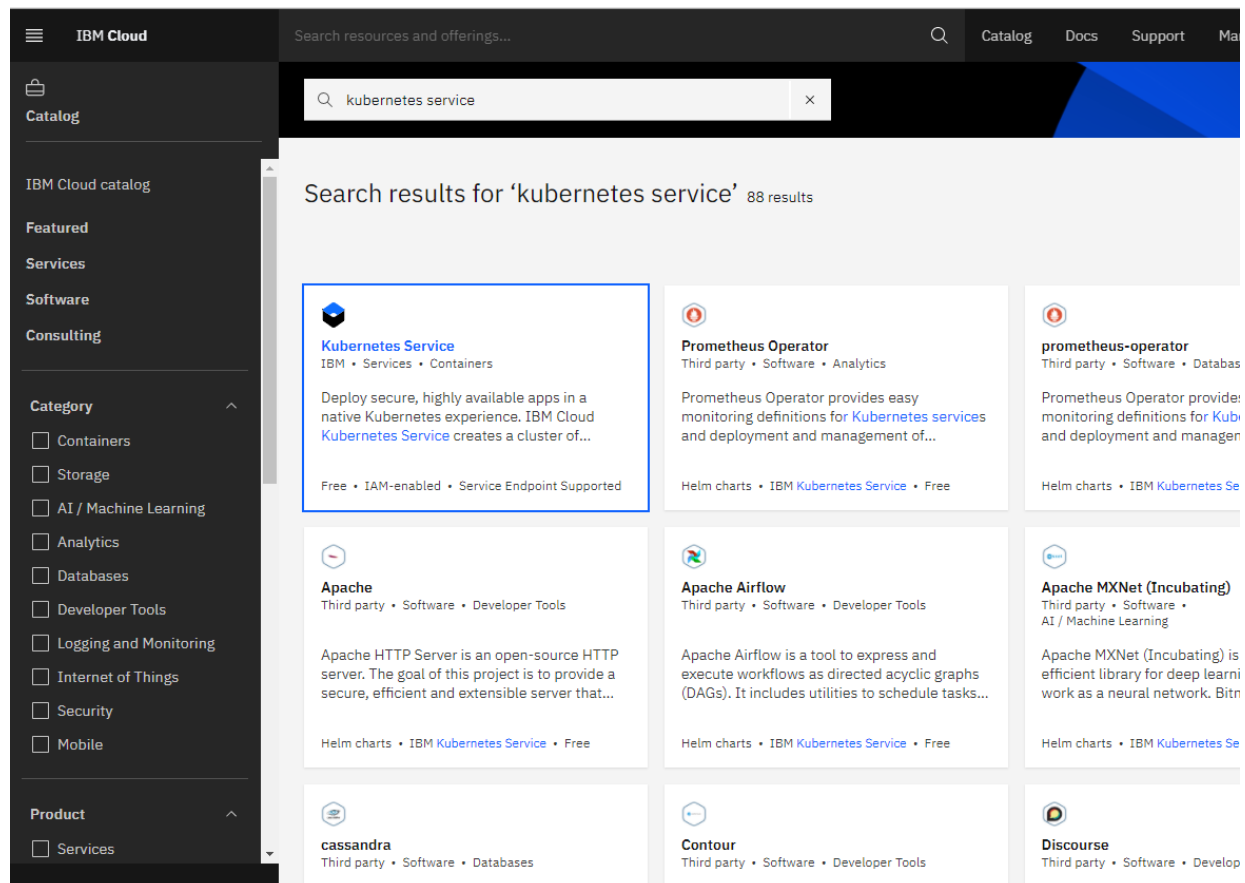 IBM Cloud
Search resources and offerings...
Catalog
Docs
Support
kubernetes service
Catalog
IBM Cloud catalog
Featured
Services
Software
Consulting
Category
Containers
Storage
AI / Machine Learning
Analytics
Databases
Developer Tools
Logging and Monitoring
Internet of Things
Security
Mobile
Product
Services
Search results for ‘kubernetes service’ 88 results
Kubernetes Service
IBM • Services • Containers
Deploy secure, highly available apps in a
native Kubernetes experience. IBM Cloud
Kubernetes Service creates a cluster of...
Free • IAM-enabled • Service Endpoint Supported
Prometheus Operator
Third party • Software • Analytics
Prometheus Operator provides easy
monitoring definitions for Kubernetes services
and deployment and management of...
Helm charts • IBM Kubernetes Service • Free
prometheus-operator
Third party • Software •
Prometheus Operator
monitoring definitions for
and deployment and
Helm charts • IBM Kubernetes
Apache
Third party • Software • Developer Tools
Apache HTTP Server is an open-source HTTP
server. The goal of this project is to provide a
secure, efficient and extensible server that...
Helm charts • IBM Kubernetes Service • Free
Apache Airflow
Third party • Software • Developer Tools
Apache Airflow is a tool to express and
execute workflows as directed acyclic graphs
(DAGs). It includes utilities to schedule tasks...
Helm charts • IBM Kubernetes Service • Free
Apache MXNet (Incubating)
Third party • Software •
AI / Machine Learning
Apache MXNet (Incubating) is
efficient library for deep
work as a neural network.
Helm charts • IBM Kubernetes
cassandra
Third party • Software • Databases
Contour
Third party • Software • Developer Tools
Discourse
Third party • Software •